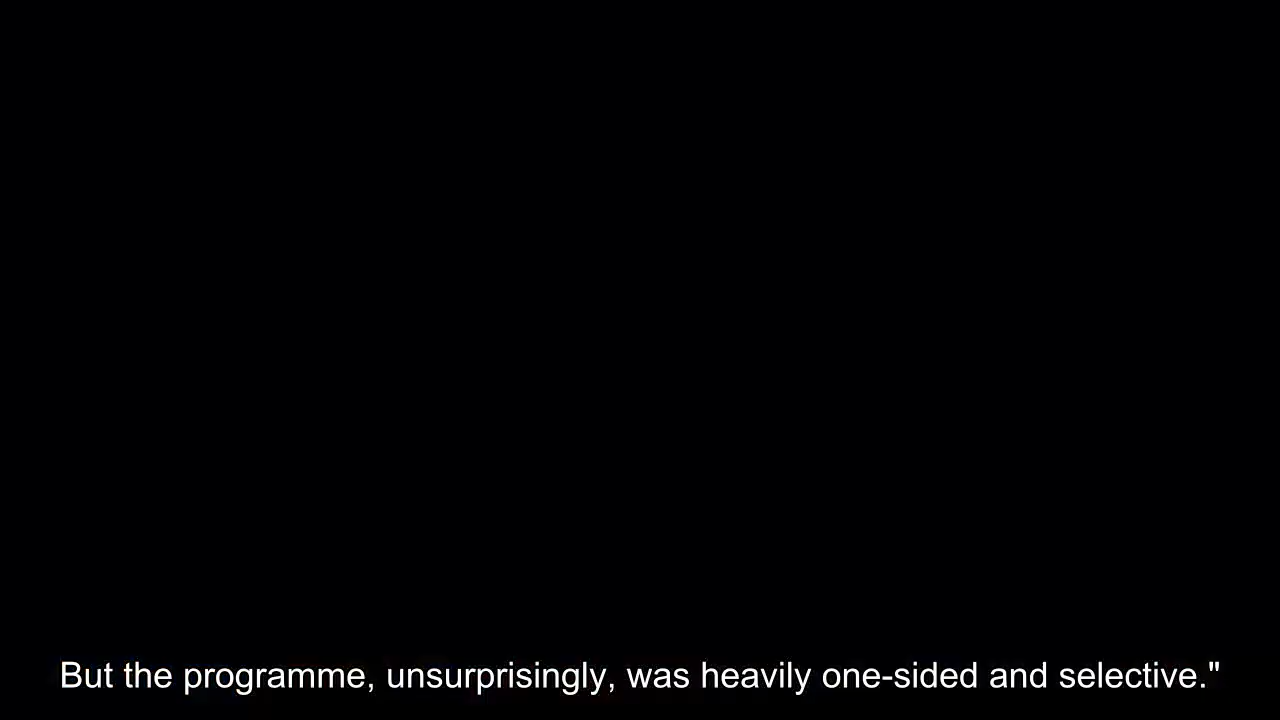 But the programme, unsurprisingly, was heavily one-sided and selective."